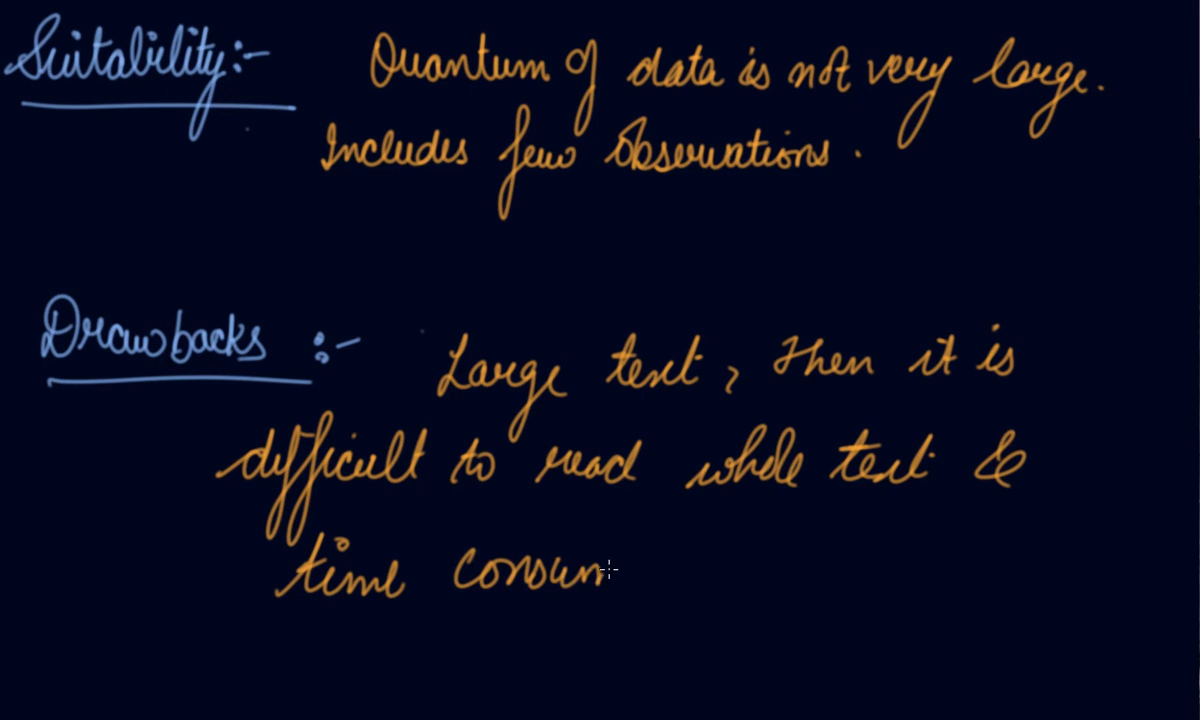 Suitability :- Quantum of data is not very large.
Includes few Observations.
Drawbacks :- Large text, then it is
difficult to read whole text &
time consum